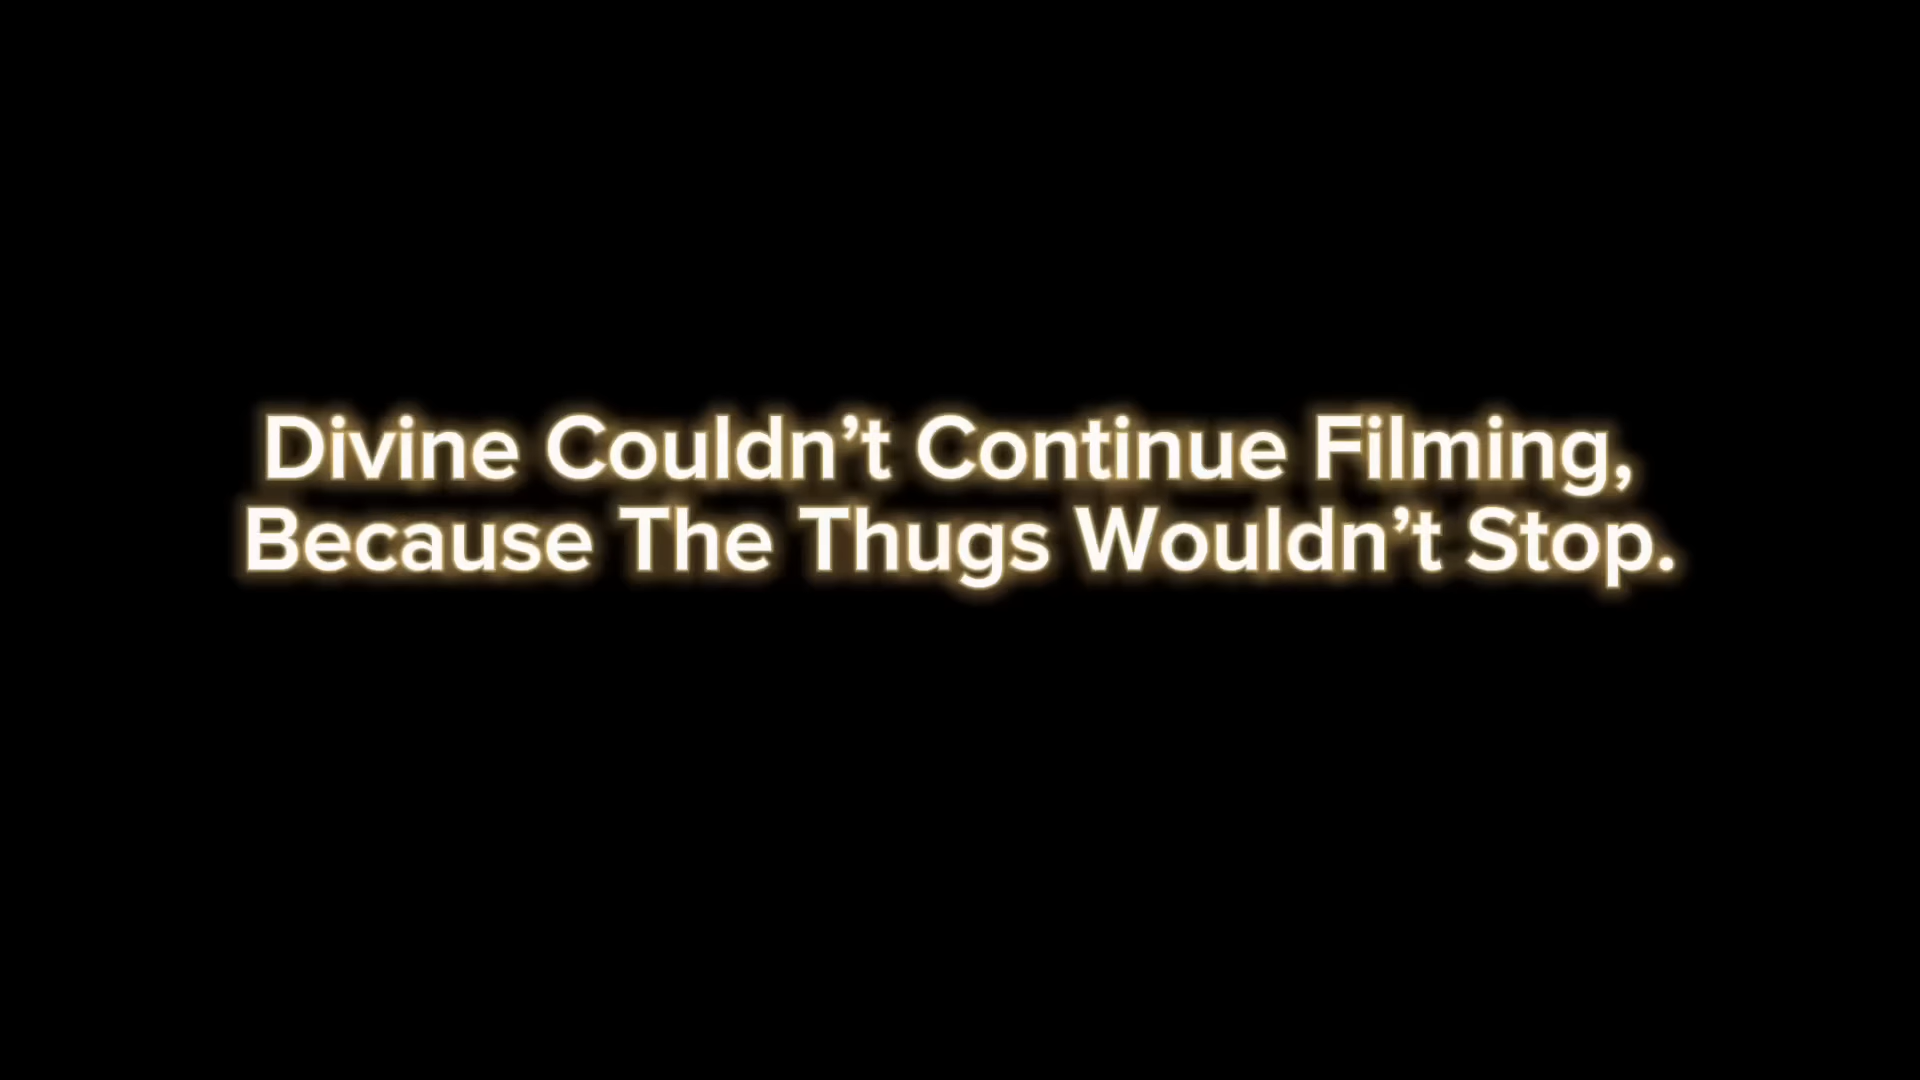 Divine Couldn’t Continue Filming,
Because The Thugs Wouldn’t Stop.